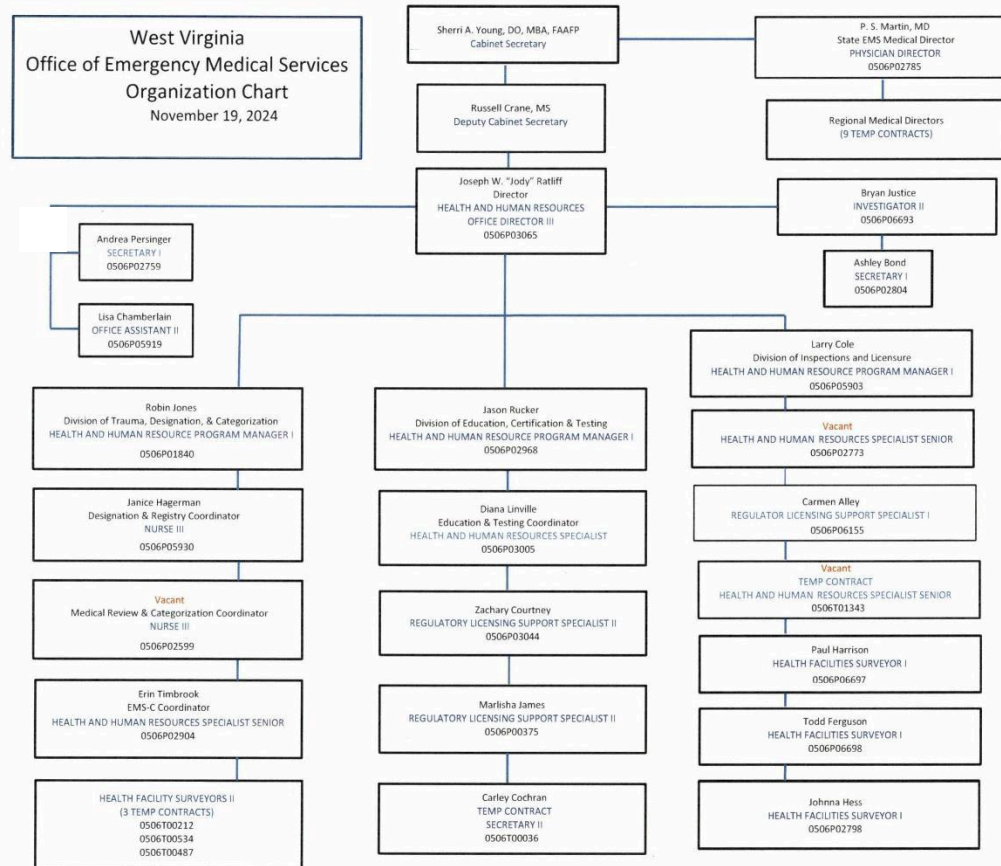 West Virginia
Office of Emergency Medical Services
Organization Chart
November 19, 2024
Sherri A. Young, DO, MBA, FAAFP
Cabinet Secretary
P. S. Martin, MD
State EMS Medical Director
PHYSICIAN DIRECTOR
0506P02785
Russell Crane, MS
Deputy Cabinet Secretary
Regional Medical Directors
(9 TEMP CONTRACTS)
Joseph W. "Jody" Ratliff
Director
HEALTH AND HUMAN RESOURCES
OFFICE DIRECTOR III
0506P03065
Bryan Justice
INVESTIGATOR II
0506P06693
Andrea Persinger
SECRETARY I
0506P02759
Ashley Bond
SECRETARY I
0506P02804
Lisa Chamberlain
OFFICE ASSISTANT II
0506P05919
Robin Jones
Division of Trauma, Designation, & Categorization
HEALTH AND HUMAN RESOURCE PROGRAM MANAGER I
0506P01840
Janice Hagerman
Designation & Registry Coordinator
NURSE III
0506P05930
Vacant
Medical Review & Categorization Coordinator
NURSE III
0506P02599
Erin Timbrook
EMS-C Coordinator
HEALTH AND HUMAN RESOURCES SPECIALIST SENIOR
0506P02904
HEALTH FACILITY SURVEYORS II
(3 TEMP CONTRACTS)
0506T00212
0506T00534
0506T00487
Jason Rucker
Division of Education, Certification & Testing
HEALTH AND HUMAN RESOURCE PROGRAM MANAGER I
0506P02968
Diana Linville
Education & Testing Coordinator
HEALTH AND HUMAN RESOURCES SPECIALIST
0506P03005
Zachary Courtney
REGULATORY LICENSING SUPPORT SPECIALIST II
0506P03044
Marlisha James
REGULATORY LICENSING SUPPORT SPECIALIST II
0506P00375
Carley Cochran
TEMP CONTRACT
SECRETARY II
0506T00036
Larry Cole
Division of Inspections and Licensure
HEALTH AND HUMAN RESOURCE PROGRAM MANAGER I
0506P05903
Vacant
HEALTH AND HUMAN RESOURCES SPECIALIST SENIOR
0506P02773
Carmen Alley
REGULATOR LICENSING SUPPORT SPECIALIST I
0506P06155
Vacant
TEMP CONTRACT
HEALTH AND HUMAN RESOURCES SPECIALIST SENIOR
0506T01343
Paul Harrison
HEALTH FACILITIES SURVEYOR I
0506P06697
Todd Ferguson
HEALTH FACILITIES SURVEYOR I
0506P06698
Johnna Hess
HEALTH FACILITIES SURVEYOR I
0506P02798